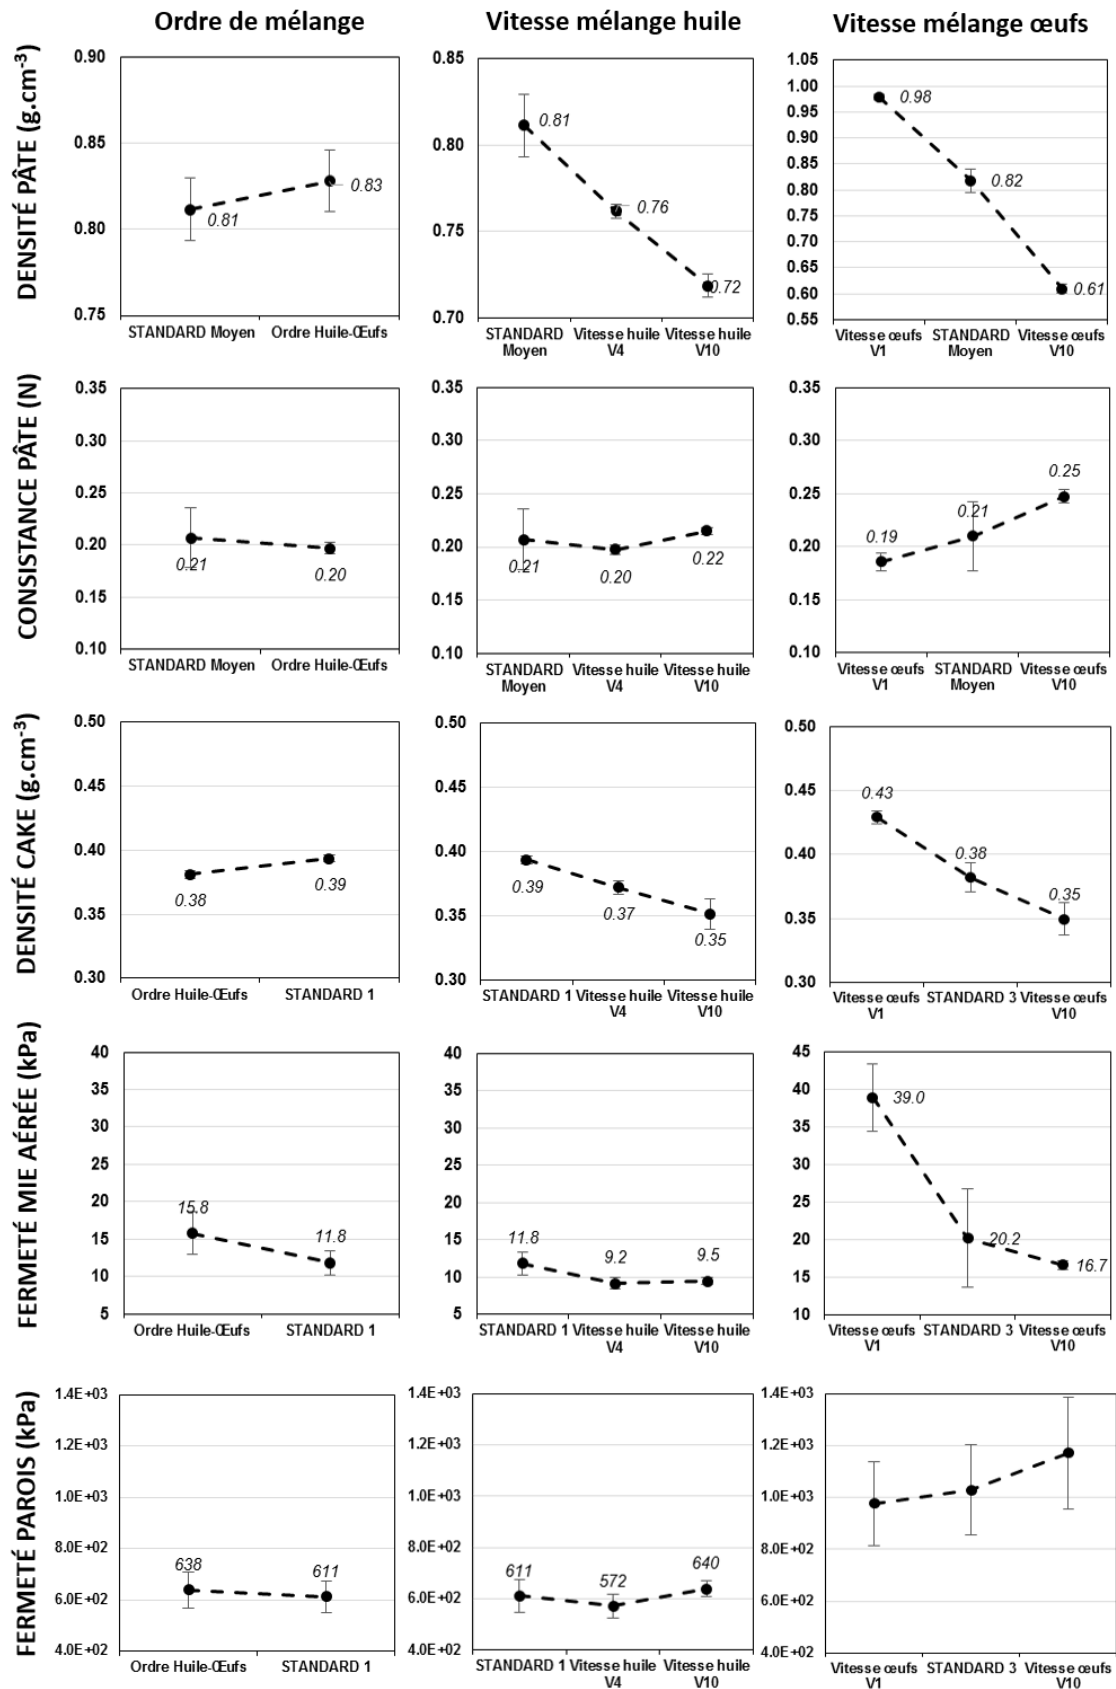 Ordre de mélange
Vitesse mélange huile
Vitesse mélange œufs
DENSITÉ PÂTE (g.cm⁻³)
0.90
0.85
0.80
0.75
0.81
0.83
STANDARD Moyen
Ordre Huile-Œufs
0.85
0.80
0.75
0.70
0.81
0.76
0.72
STANDARD Moyen
Vitesse huile V4
Vitesse huile V10
1.05
1.00
0.95
0.90
0.85
0.80
0.75
0.70
0.65
0.60
0.55
0.98
0.82
0.61
Vitesse œufs V1
STANDARD Moyen
Vitesse œufs V10
CONSISTANCE PÂTE (N)
0.35
0.30
0.25
0.20
0.15
0.10
0.21
0.20
STANDARD Moyen
Ordre Huile-Œufs
0.35
0.30
0.25
0.20
0.15
0.10
0.21
0.20
0.22
STANDARD Moyen
Vitesse huile V4
Vitesse huile V10
0.35
0.30
0.25
0.20
0.15
0.10
0.19
0.21
0.25
Vitesse œufs V1
STANDARD Moyen
Vitesse œufs V10
DENSITÉ CAKE (g.cm⁻³)
0.50
0.45
0.40
0.35
0.30
0.38
0.39
Ordre Huile-Œufs
STANDARD 1
0.50
0.45
0.40
0.35
0.30
0.39
0.37
0.35
STANDARD 1
Vitesse huile V4
Vitesse huile V10
0.50
0.45
0.40
0.35
0.30
0.43
0.38
0.35
Vitesse œufs V1
STANDARD 3
Vitesse œufs V10
FERMETÉ MIE AÉRÉE (kPa)
40
35
30
25
20
15
10
5
15.8
11.8
Ordre Huile-Œufs
STANDARD 1
40
35
30
25
20
15
10
5
11.8
9.2
9.5
STANDARD 1
Vitesse huile V4
Vitesse huile V10
45
40
35
30
25
20
15
10
39.0
20.2
16.7
Vitesse œufs V1
STANDARD 3
Vitesse œufs V10
FERMETÉ PAROIS (kPa)
1.4E+03
1.2E+03
1.0E+03
8.0E+02
6.0E+02
4.0E+02
638
611
Ordre Huile-Œufs
STANDARD 1
1.4E+03
1.2E+03
1.0E+03
8.0E+02
6.0E+02
4.0E+02
611
572
640
STANDARD 1
Vitesse huile V4
Vitesse huile V10
1.4E+03
1.2E+03
1.0E+03
8.0E+02
6.0E+02
4.0E+02
Vitesse œufs V1
STANDARD 3
Vitesse œufs V10